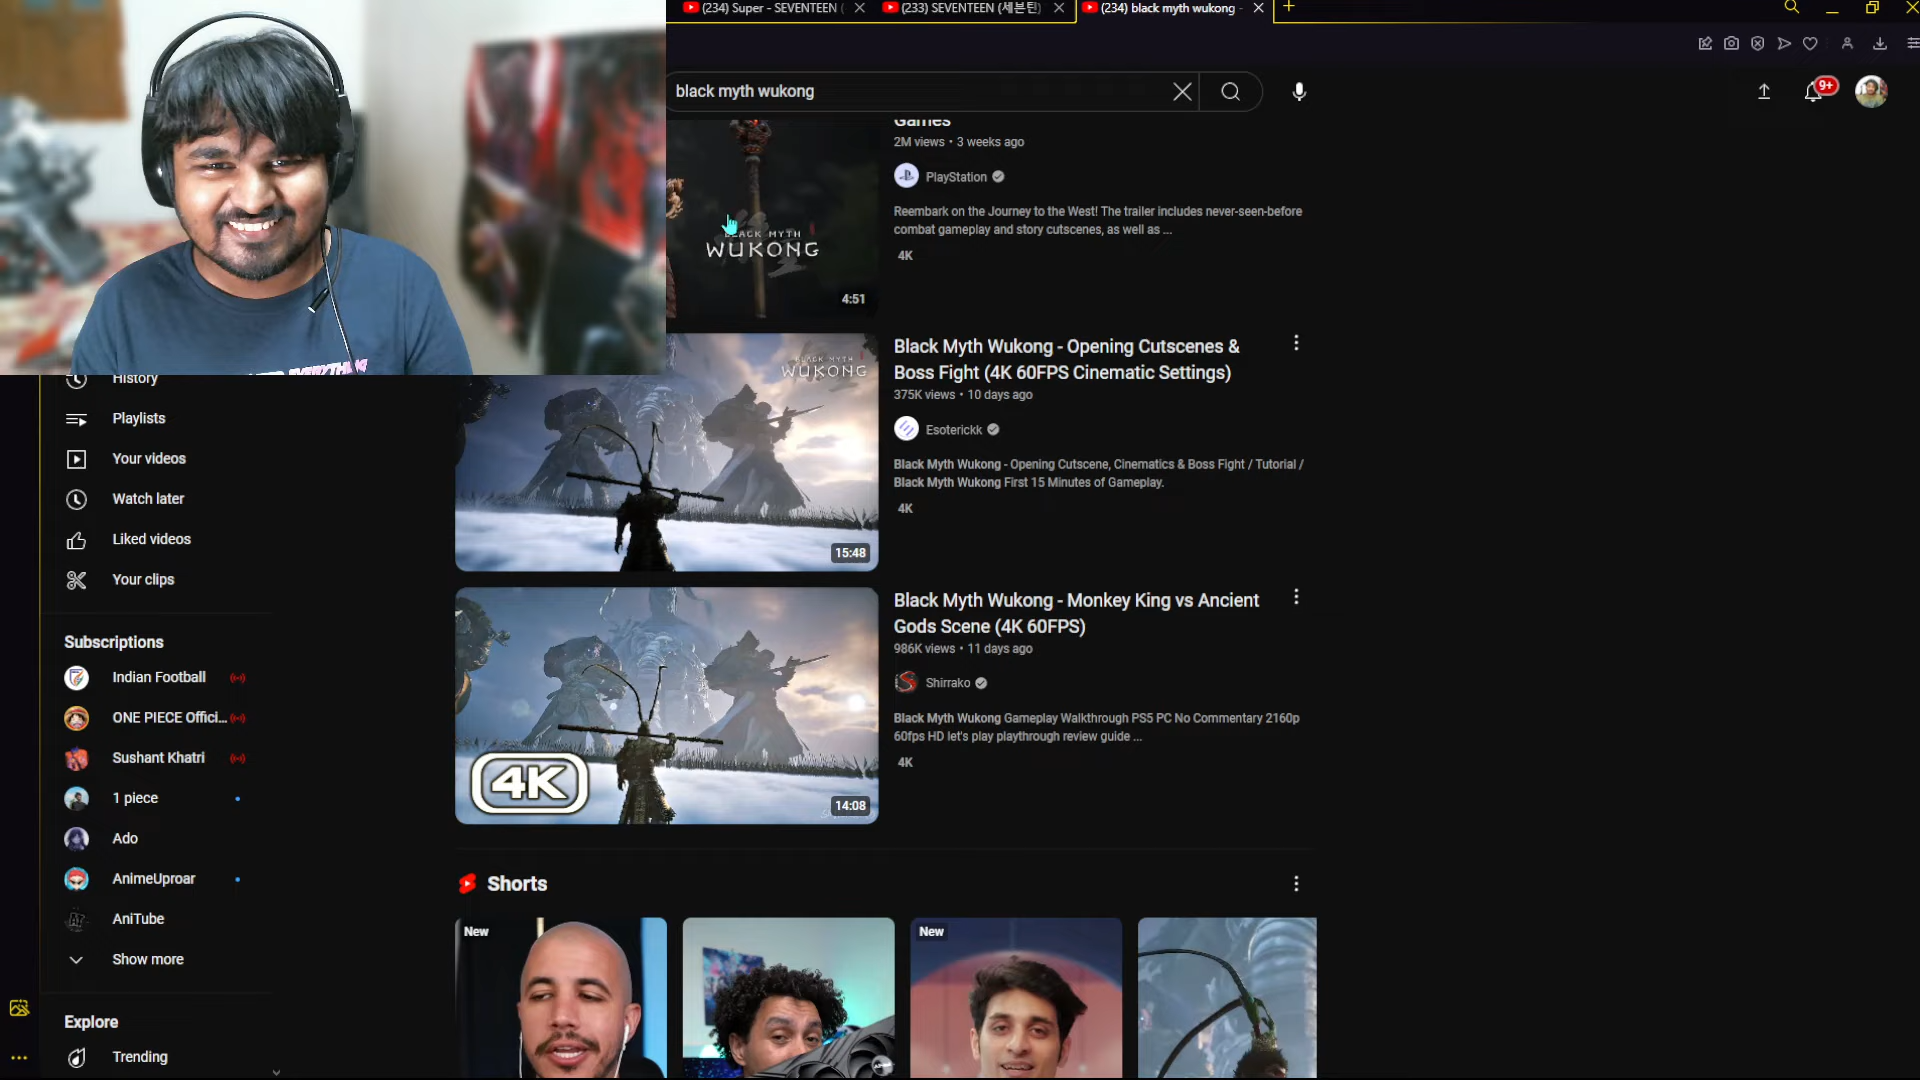 (234) Super - SEVENTEEN (
(233) SEVENTEEN (세븐틴)
(234) black myth wukong -
black myth wukong
9+
Games
2M views • 3 weeks ago
PlayStation
Reembark on the Journey to the West! The trailer includes never-seen-before
combat gameplay and story cutscenes, as well as ...
4K
BLACK MYTH
WUKONG
4:51
Black Myth Wukong - Opening Cutscenes &
Boss Fight (4K 60FPS Cinematic Settings)
375K views • 10 days ago
Esoterickk
Black Myth Wukong - Opening Cutscene, Cinematics & Boss Fight / Tutorial /
Black Myth Wukong First 15 Minutes of Gameplay.
4K
BLACK MYTH
WUKONG
15:48
Black Myth Wukong - Monkey King vs Ancient
Gods Scene (4K 60FPS)
986K views • 11 days ago
Shirrako
Black Myth Wukong Gameplay Walkthrough PS5 PC No Commentary 2160p
60fps HD let's play playthrough review guide ...
4K
4K
14:08
Shorts
New
New
History
Playlists
Your videos
Watch later
Liked videos
Your clips
Subscriptions
Indian Football
ONE PIECE Offici...
Sushant Khatri
1 piece
Ado
AnimeUproar
AniTube
Show more
Explore
Trending